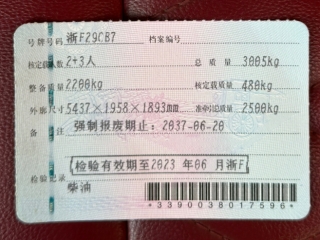 号牌号码 浙F29CB7 档案编号
核定载人数 2+3人 总质量 3005kg
整备质量 2200kg 核定载质量 480kg
外廓尺寸 5437×1958×1893mm 准牵引总质量 2500kg
备注 强制报废期止：2037-06-20
检验有效期至2023年06月浙F
检验记录
柴油
*3390038017596*